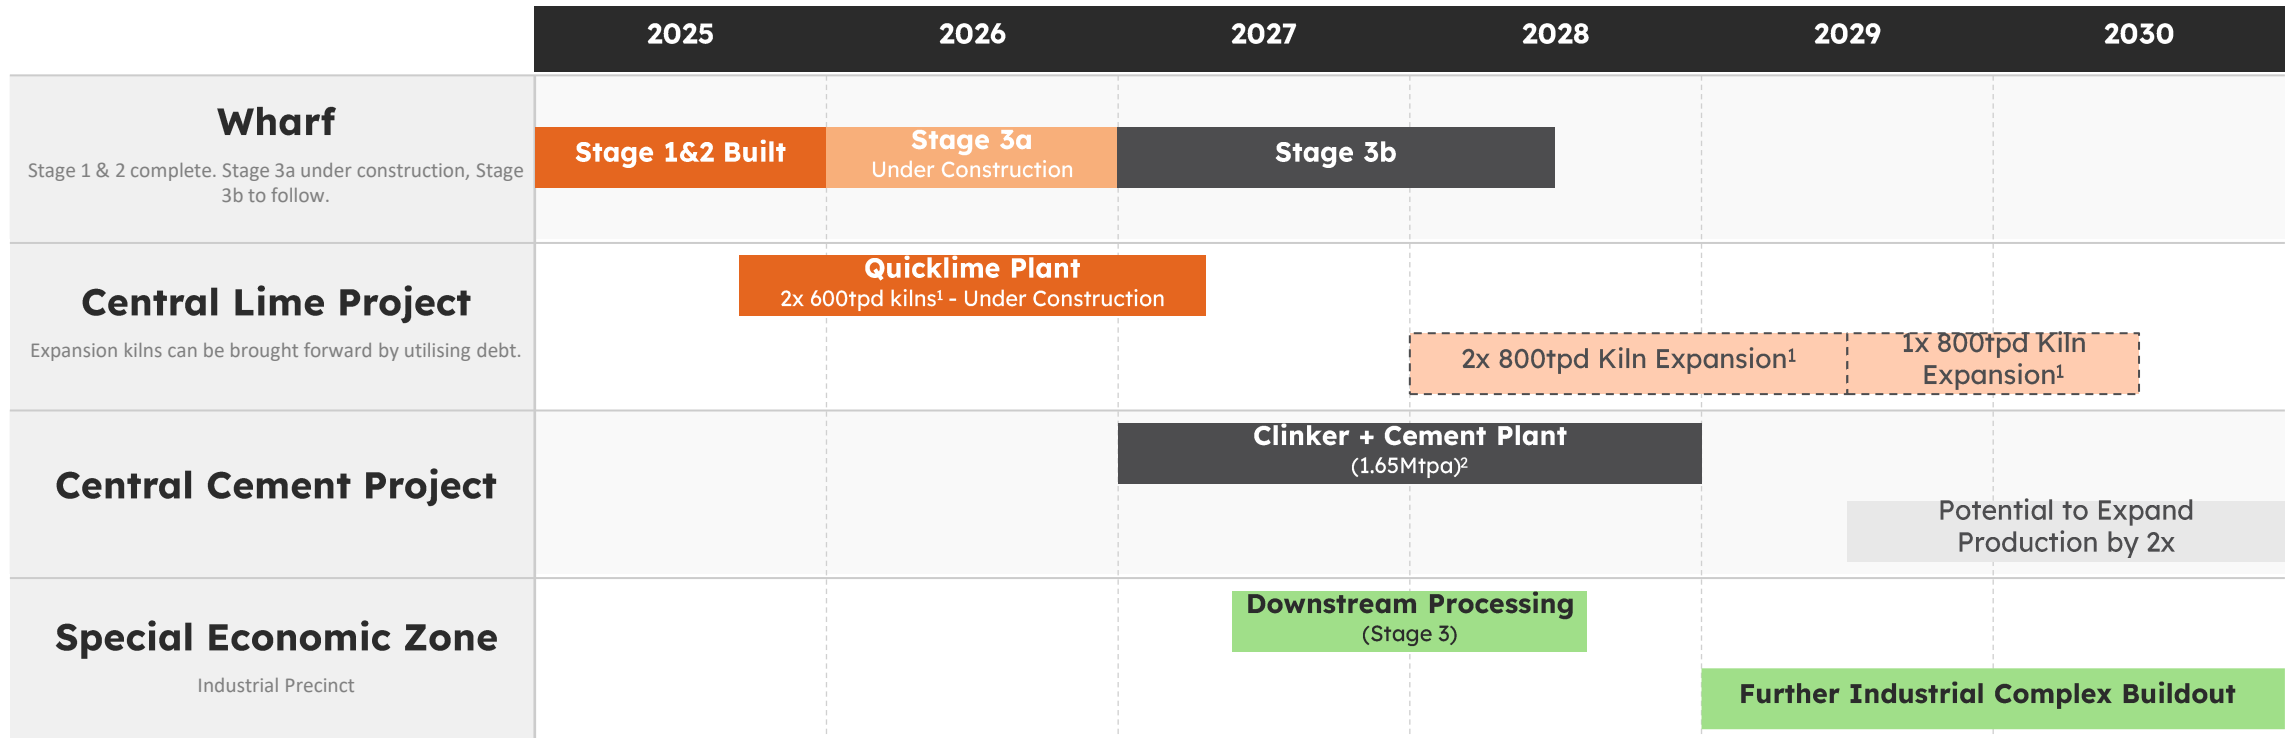 2025 2026 2027 2028 2029 2030
Wharf
Stage 1 & 2 complete. Stage 3a under construction, Stage
3b to follow.
Stage 1&2 Built
Stage 3a
Under Construction
Stage 3b
Central Lime Project
Expansion kilns can be brought forward by utilising debt.
Quicklime Plant
2x 600tpd kilns¹ - Under Construction
2x 800tpd Kiln Expansion¹
1x 800tpd Kiln
Expansion¹
Central Cement Project
Clinker + Cement Plant
(1.65Mtpa)²
Potential to Expand
Production by 2x
Special Economic Zone
Industrial Precinct
Downstream Processing
(Stage 3)
Further Industrial Complex Buildout